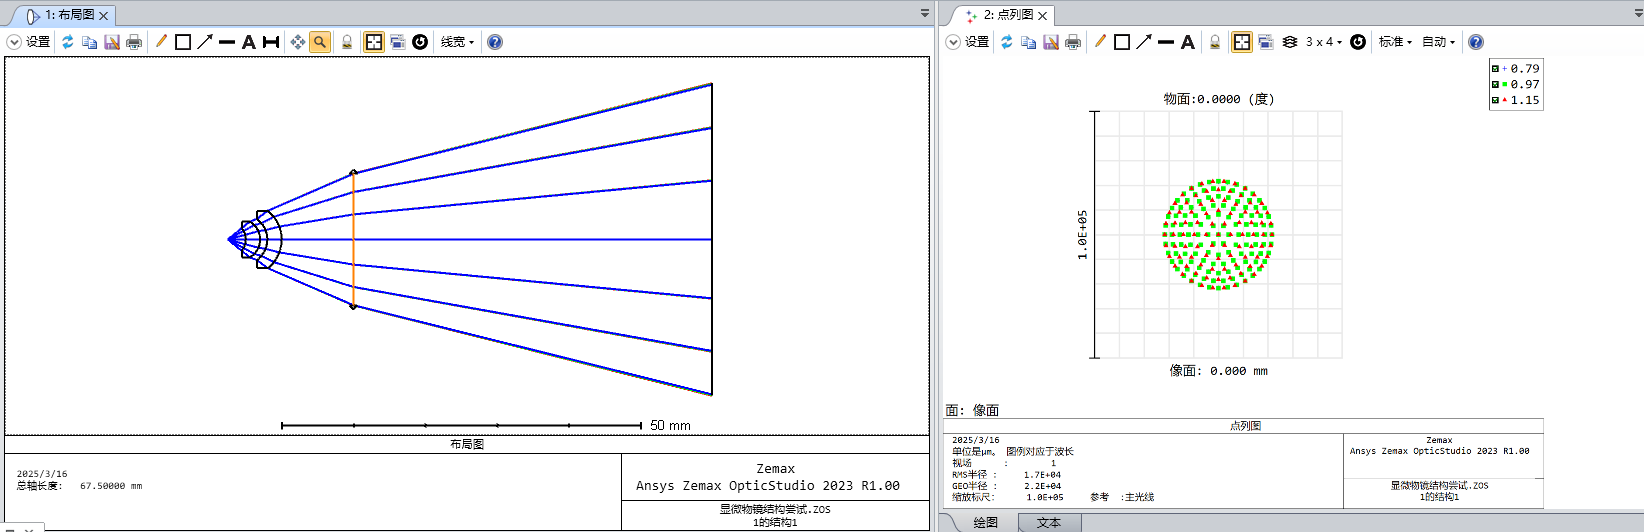 1: 布局图
设置
A
线宽
50 mm
布局图
2025/3/16
总轴长度: 67.50000 mm
Zemax
Ansys Zemax OpticStudio 2023 R1.00
显微物镜结构尝试.ZOS
1的结构1
2: 点列图
设置
A
3 x 4
标准
自动
0.79
0.97
1.15
物面:0.0000 (度)
1.0E+05
像面: 0.000 mm
面: 像面
点列图
2025/3/16
单位是µm。 图例对应于波长
视场 : 1
RMS半径 : 1.7E+04
GEO半径 : 2.2E+04
缩放标尺: 1.0E+05 参考 :主光线
Zemax
Ansys Zemax OpticStudio 2023 R1.00
显微物镜结构尝试.ZOS
1的结构1
绘图
文本